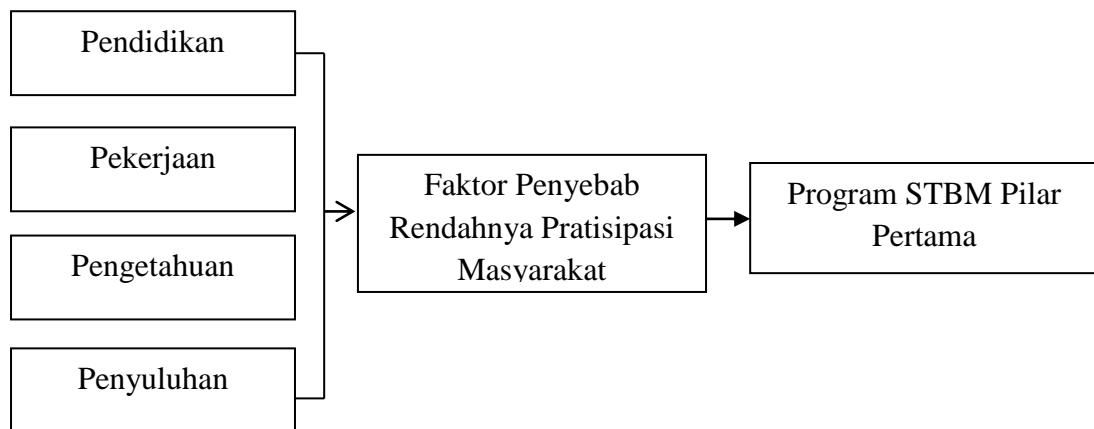 Pendidikan
Pekerjaan
Pengetahuan
Penyuluhan
Faktor Penyebab
Rendahnya Pratisipasi
Masyarakat
Program STBM Pilar
Pertama